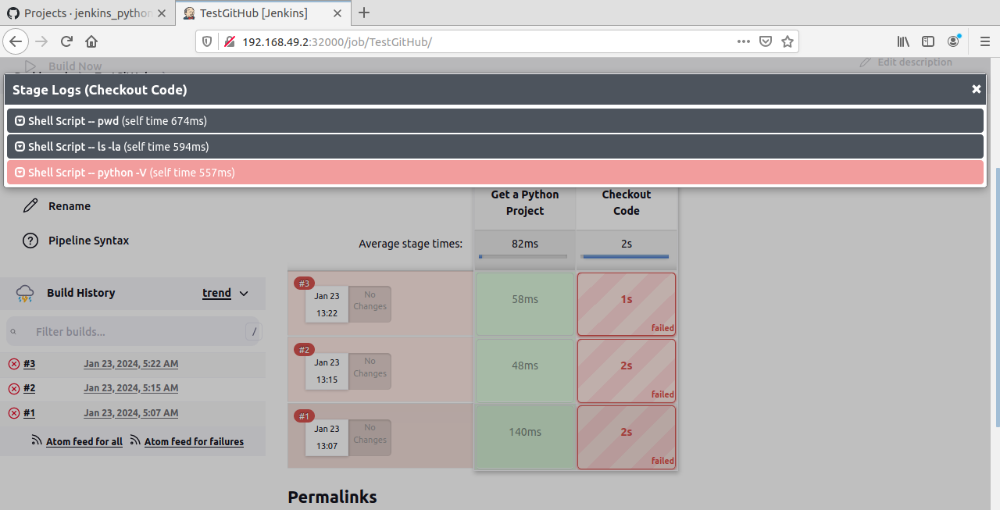 Projects · jenkins_python
TestGitHub [Jenkins]
192.168.49.2:32000/job/TestGitHub/
Build Now
Edit description
Stage Logs (Checkout Code)
Shell Script -- pwd (self time 674ms)
Shell Script -- ls -la (self time 594ms)
Shell Script -- python -V (self time 557ms)
Rename
Pipeline Syntax
Get a Python
Project
Checkout
Code
Average stage times:
82ms
2s
Build History
trend
Filter builds...
/
#3
Jan 23, 2024, 5:22 AM
#2
Jan 23, 2024, 5:15 AM
#1
Jan 23, 2024, 5:07 AM
Atom feed for all
Atom feed for failures
#3
Jan 23
13:22
No
Changes
58ms
1s
failed
#2
Jan 23
13:15
No
Changes
48ms
2s
failed
#1
Jan 23
13:07
No
Changes
140ms
2s
failed
Permalinks